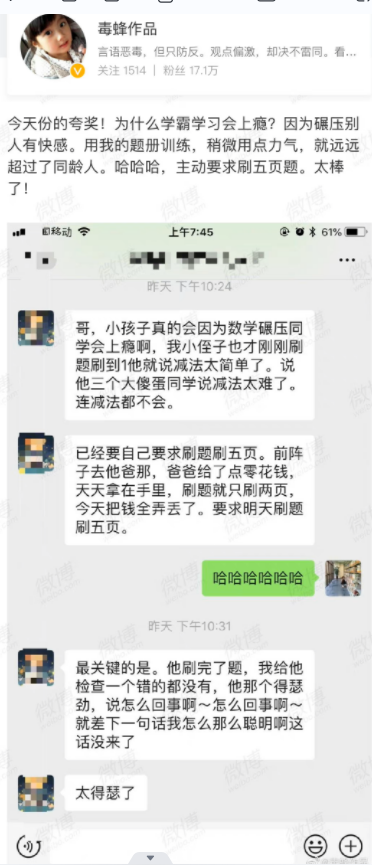 毒蜂作品
言语恶毒，但只防反。观点偏激，却决不雷同。看...
关注 1514 | 粉丝 17.1万
今天份的夸奖！为什么学霸学习会上瘾？因为碾压别
人有快感。用我的题册训练，稍微用点力气，就远远
超过了同龄人。哈哈哈，主动要求刷五页题。太棒
了！
移动 上午7:45 61%
昨天 下午10:24
哥，小孩子真的会因为数学碾压同
学会上瘾啊，我小侄子也才刚刚刷
题刷到1他就说减法太简单了。说
他三个大傻蛋同学说减法太难了。
连减法都不会。
已经要自己要求刷题刷五页。前阵
子去他爸那，爸爸给了点零花钱，
天天拿在手里，刷题就只刷两页，
今天把钱全弄丢了。要求明天刷题
刷五页。
哈哈哈哈哈哈
昨天 下午10:31
最关键的是。他刷完了题，我给他
检查一个错的都没有，他那个得瑟
劲，说怎么回事啊～怎么回事啊～
就差下一句话我怎么那么聪明啊这
话没来了
太得瑟了